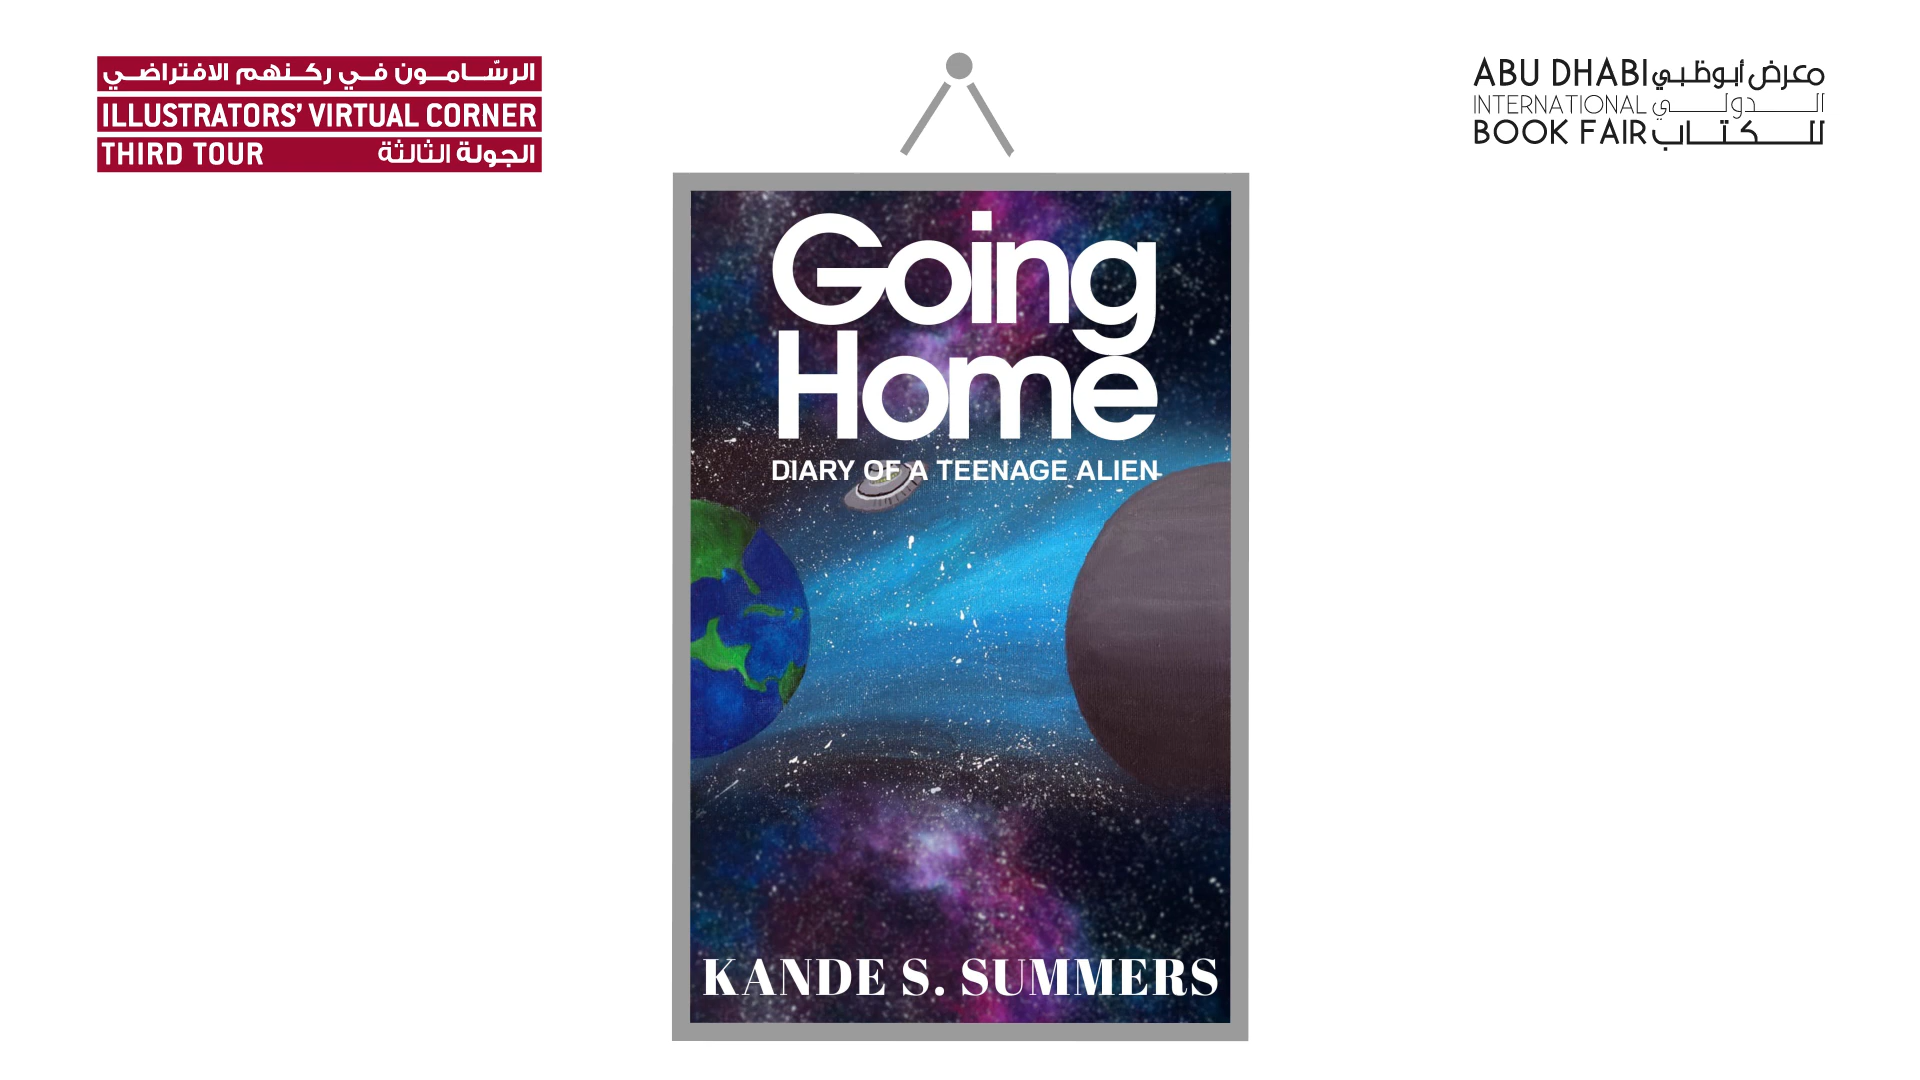 الرسّامون في ركنهم الافتراضي
ILLUSTRATORS' VIRTUAL CORNER
THIRD TOUR الجولة الثالثة
ABU DHABI معرض أبوظبي
INTERNATIONAL الدولي
BOOK FAIR للكتاب
Going
Home
DIARY OF A TEENAGE ALIEN
KANDE S. SUMMERS